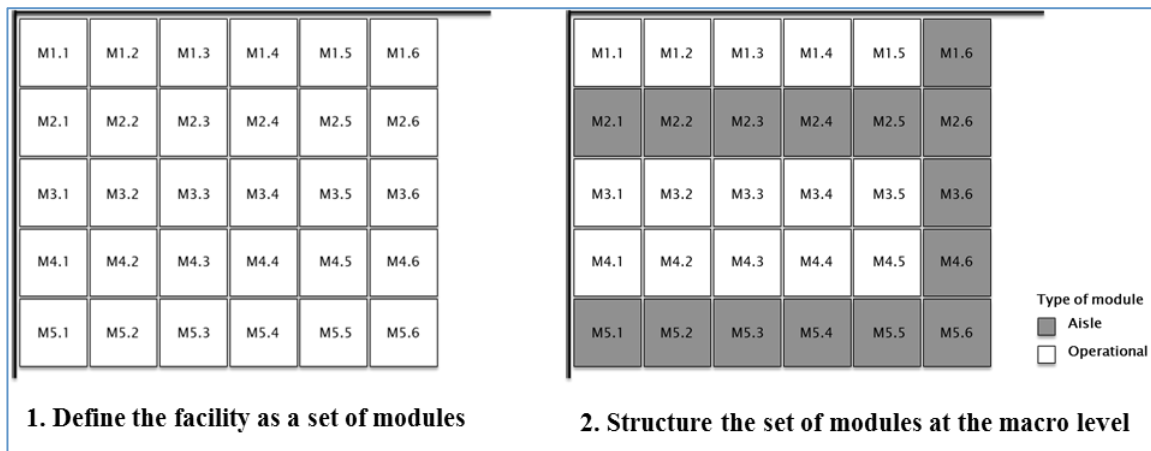 M1.1 M1.2 M1.3 M1.4 M1.5 M1.6
M2.1 M2.2 M2.3 M2.4 M2.5 M2.6
M3.1 M3.2 M3.3 M3.4 M3.5 M3.6
M4.1 M4.2 M4.3 M4.4 M4.5 M4.6
M5.1 M5.2 M5.3 M5.4 M5.5 M5.6
1. Define the facility as a set of modules
M1.1 M1.2 M1.3 M1.4 M1.5 M1.6
M2.1 M2.2 M2.3 M2.4 M2.5 M2.6
M3.1 M3.2 M3.3 M3.4 M3.5 M3.6
M4.1 M4.2 M4.3 M4.4 M4.5 M4.6
M5.1 M5.2 M5.3 M5.4 M5.5 M5.6
Type of module
Aisle
Operational
2. Structure the set of modules at the macro level